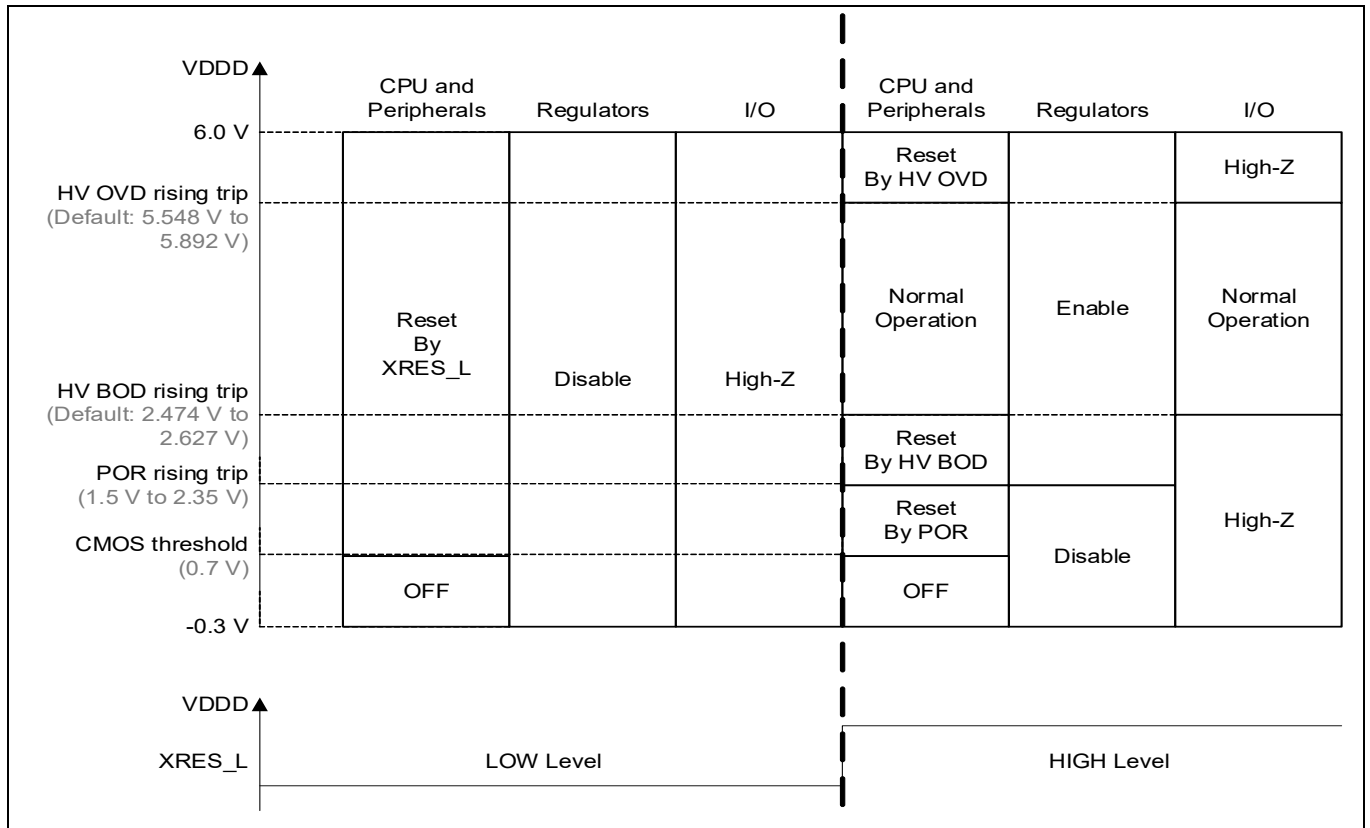 VDDD
CPU and
Peripherals
Regulators
I/O
CPU and
Peripherals
Regulators
I/O
6.0 V
HV OVD rising trip
(Default: 5.548 V to
5.892 V)
HV BOD rising trip
(Default: 2.474 V to
2.627 V)
POR rising trip
(1.5 V to 2.35 V)
CMOS threshold
(0.7 V)
-0.3 V
Reset
By
XRES_L
OFF
Disable
High-Z
Reset
By HV OVD
Normal
Operation
Reset
By HV BOD
Reset
By POR
OFF
Enable
Disable
High-Z
Normal
Operation
High-Z
VDDD
XRES_L
LOW Level
HIGH Level